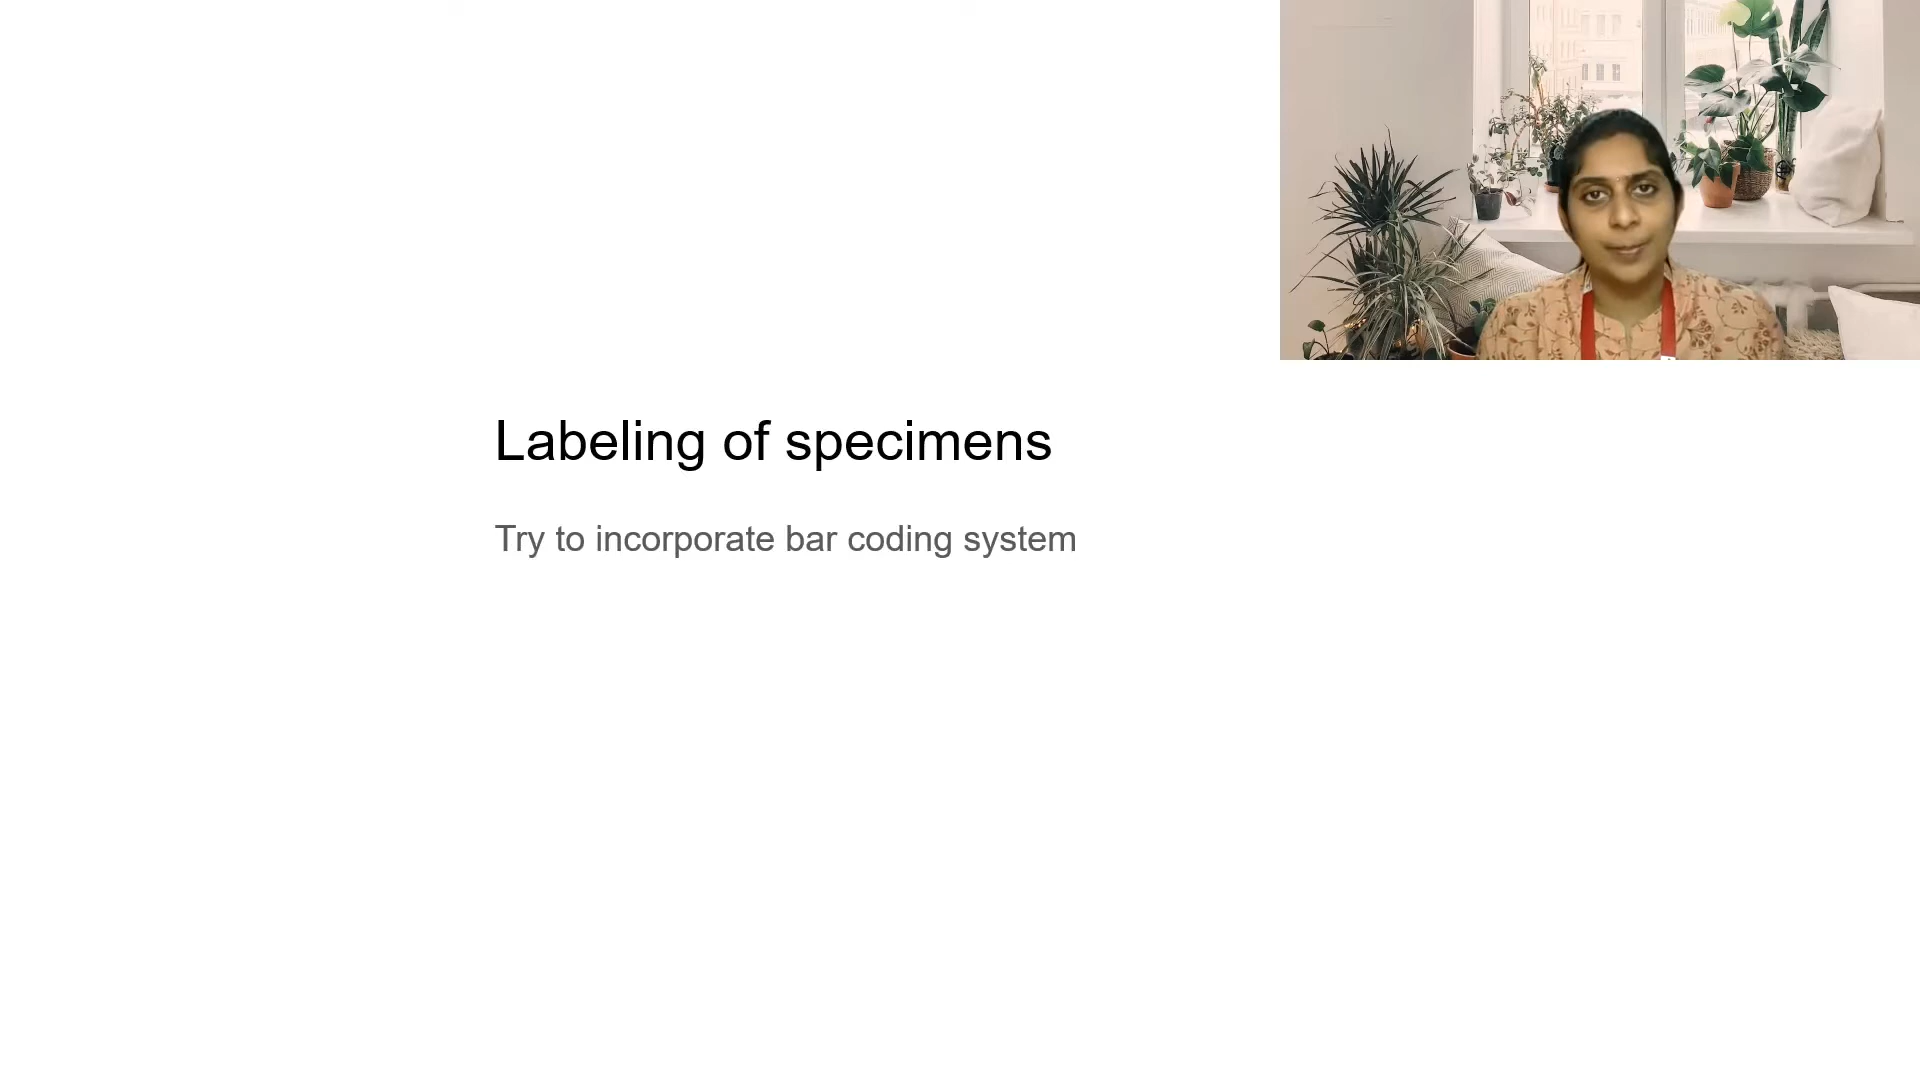 Labeling of specimens
Try to incorporate bar coding system